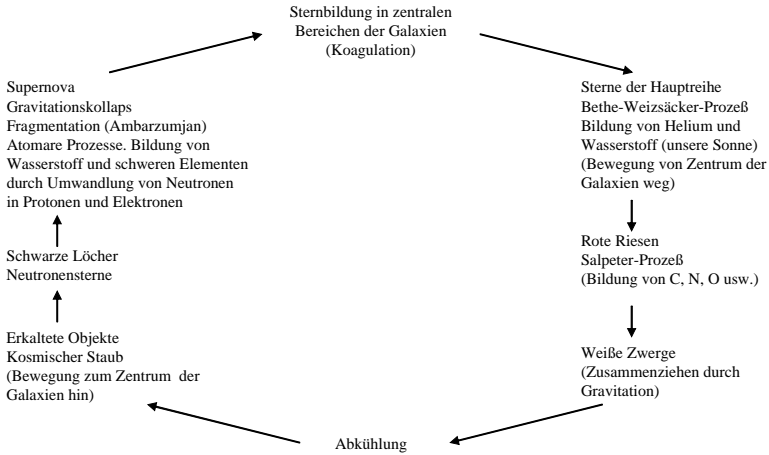 Sternbildung in zentralen
Bereichen der Galaxien
(Koagulation)
Sterne der Hauptreihe
Bethe-Weizsäcker-Prozeß
Bildung von Helium und
Wasserstoff (unsere Sonne)
(Bewegung von Zentrum der
Galaxien weg)
Rote Riesen
Salpeter-Prozeß
(Bildung von C, N, O usw.)
Weiße Zwerge
(Zusammenziehen durch
Gravitation)
Abkühlung
Erkaltete Objekte
Kosmischer Staub
(Bewegung zum Zentrum der
Galaxien hin)
Schwarze Löcher
Neutronensterne
Supernova
Gravitationskollaps
Fragmentation (Ambarzumjan)
Atomare Prozesse. Bildung von
Wasserstoff und schweren Elementen
durch Umwandlung von Neutronen
in Protonen und Elektronen